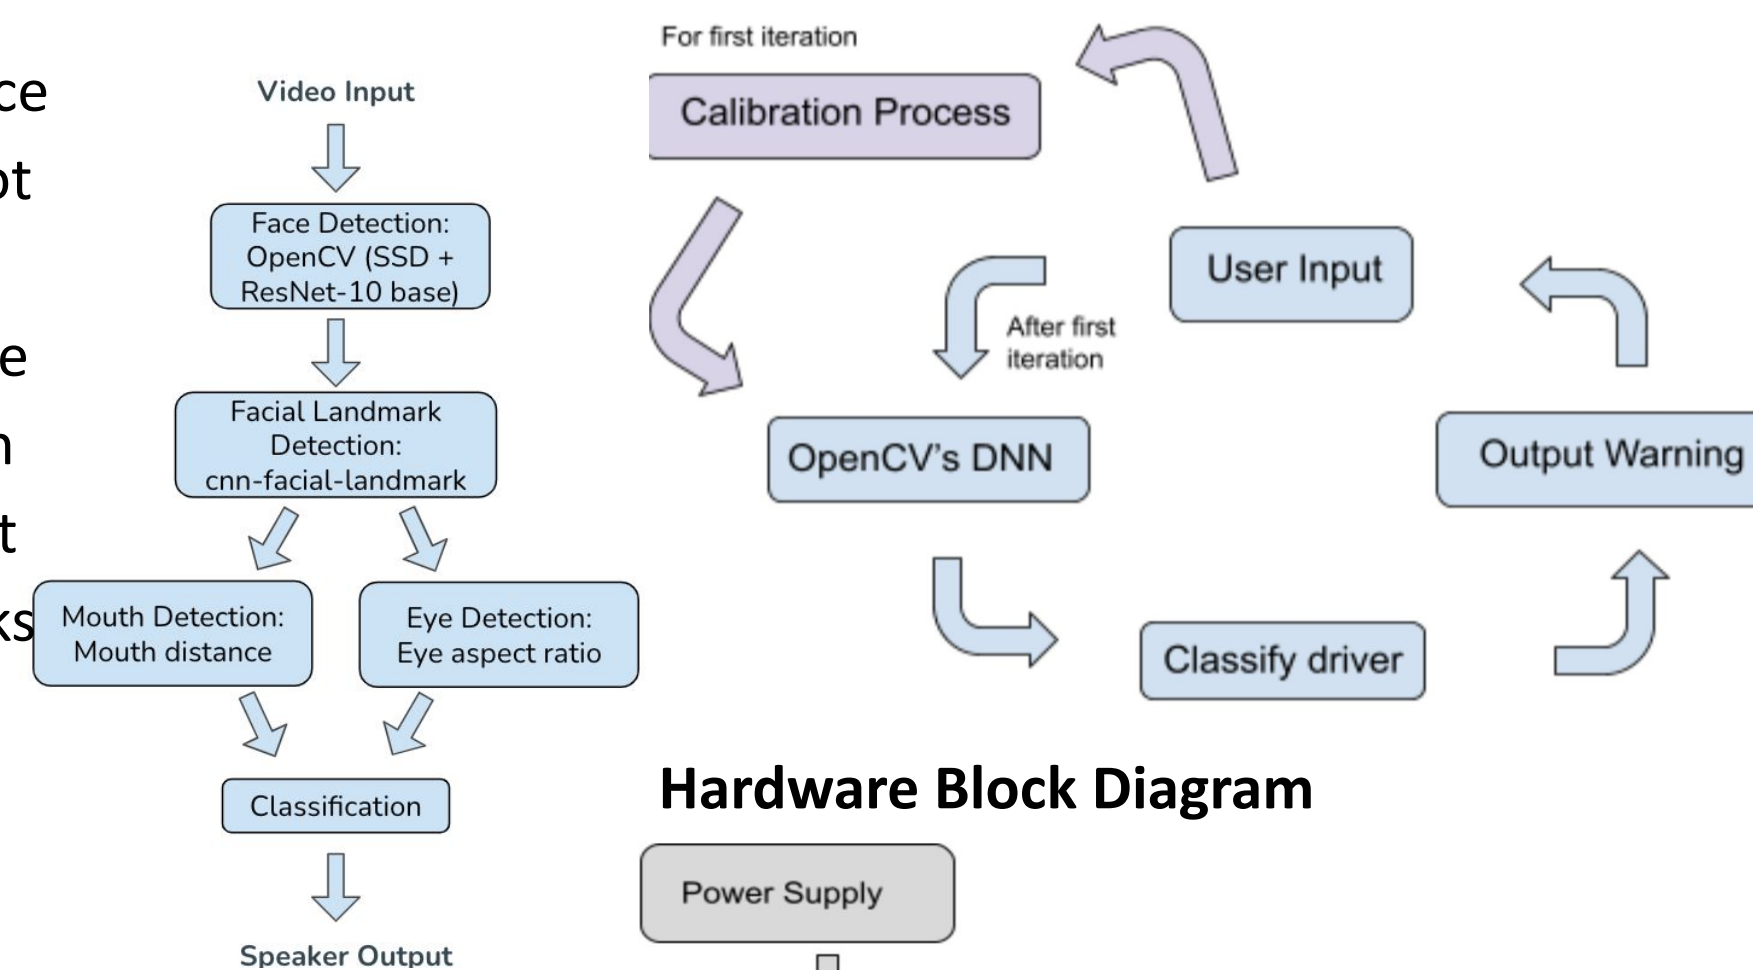 ce
ot
e
n
t
ks
Video Input
Face Detection:
OpenCV (SSD +
ResNet-10 base)
Facial Landmark
Detection:
cnn-facial-landmark
Mouth Detection:
Mouth distance
Eye Detection:
Eye aspect ratio
Classification
Speaker Output
For first iteration
Calibration Process
User Input
After first
iteration
OpenCV’s DNN
Output Warning
Classify driver
Hardware Block Diagram
Power Supply